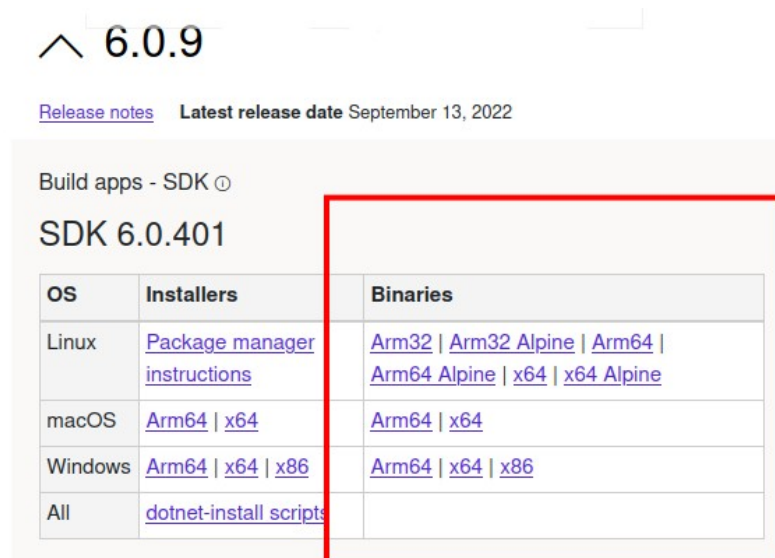 6.0.9
Release notes Latest release date September 13, 2022
Build apps - SDK
SDK 6.0.401
OS Installers Binaries
Linux Package manager instructions Arm32 | Arm32 Alpine | Arm64 | Arm64 Alpine | x64 | x64 Alpine
macOS Arm64 | x64 Arm64 | x64
Windows Arm64 | x64 | x86 Arm64 | x64 | x86
All dotnet-install scripts